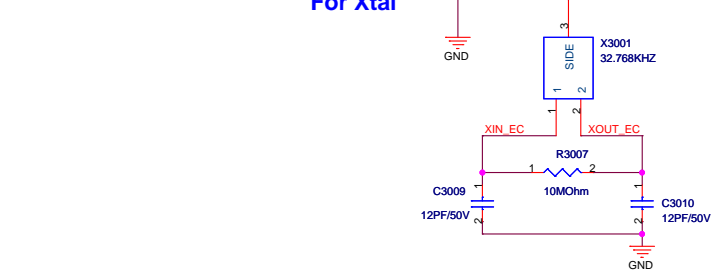 For Xtal
GND
3
SIDE
X3001
32.768KHZ
1 2
1 2
XIN_EC XOUT_EC
R3007
1 2
10MOhm
C3009
12PF/50V
1
2
1
2
C3010
12PF/50V
GND